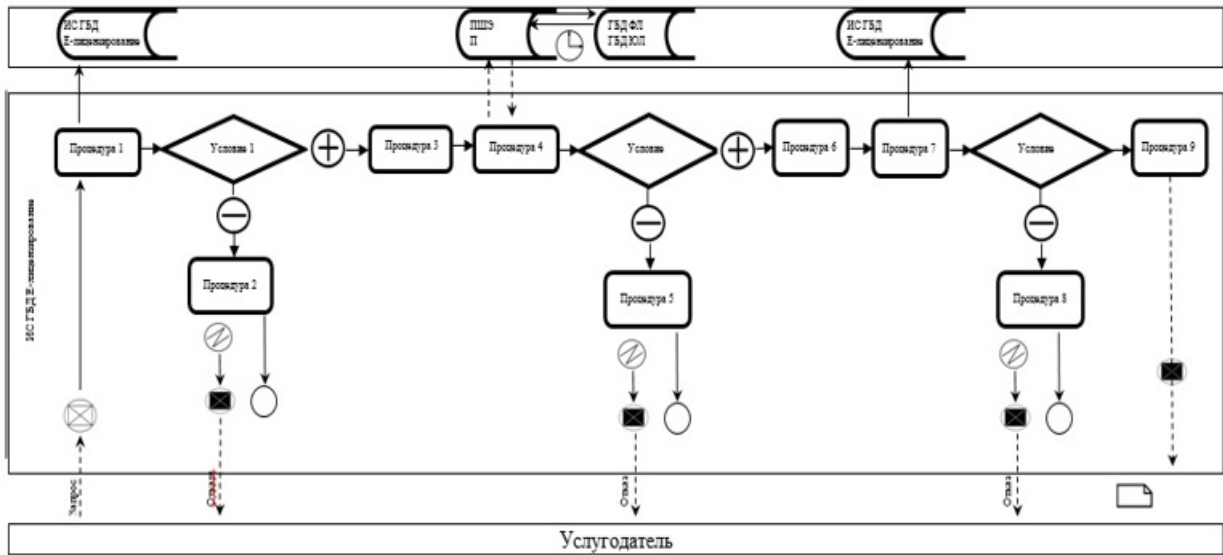 ИС ГБД
Е-лицензирование
ПШЭ
П
ГБД ФЛ
ГБД ЮЛ
ИС ГБД
Е-лицензирование
Процедура 1
Условие 1
Процедура 3
Процедура 4
Условие
Процедура 6
Процедура 7
Условие
Процедура 9
Процедура 2
Процедура 5
Процедура 8
ИС ГБД Е-лицензирование
Запрос
Отказ
Отказ
Услугодатель